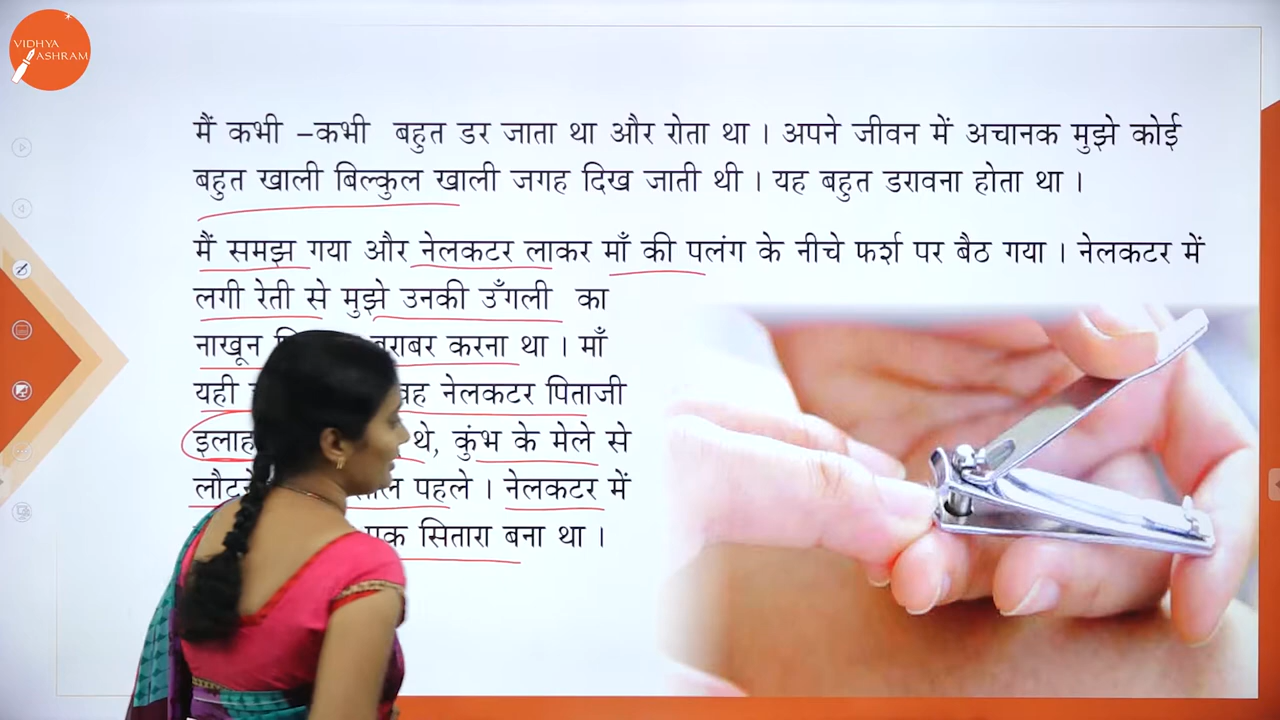 VIDHYA
ASHRAM
मैं कभी –कभी बहुत डर जाता था और रोता था । अपने जीवन में अचानक मुझे कोई
बहुत खाली बिल्कुल खाली जगह दिख जाती थी । यह बहुत डरावना होता था ।
मैं समझ गया और नेलकटर लाकर माँ की पलंग के नीचे फर्श पर बैठ गया । नेलकटर में
लगी रेती से मुझे उनकी उँगली का
नाखून बराबर करना था । माँ
यही वह नेलकटर पिताजी
थे, कुंभ के मेले से
पहले । नेलकटर में
एक सितारा बना था ।